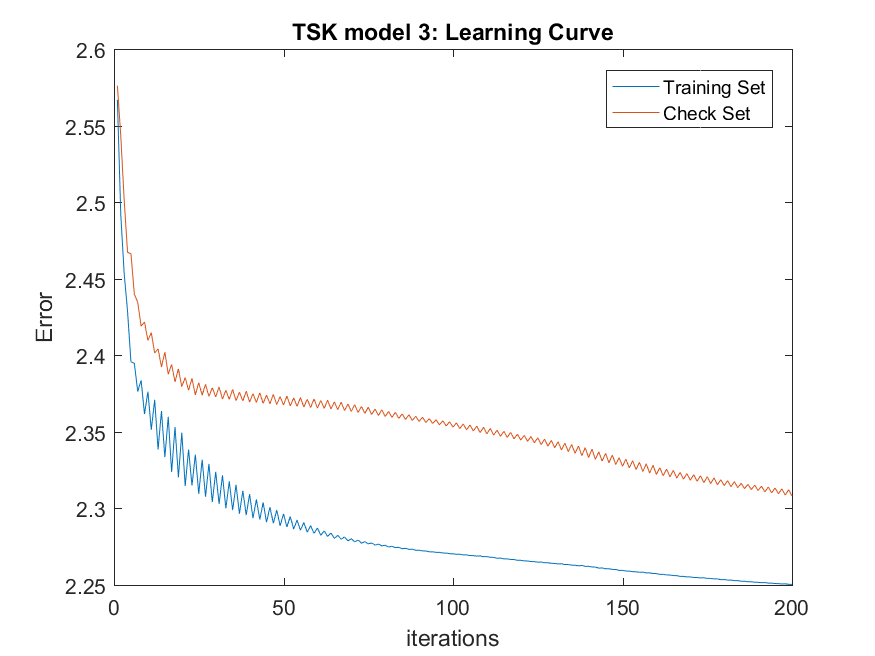 TSK model 3: Learning Curve
2.6
Training Set
Check Set
2.55
2.5
2.45
2.4
2.35
2.3
2.25
Error
0
50
100
150
200
iterations